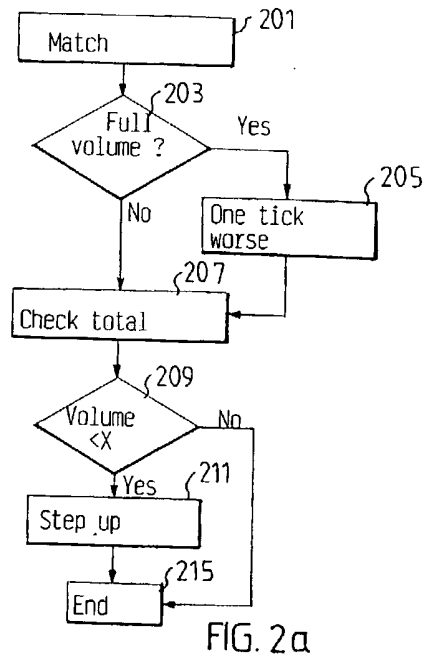 201
Match
203
Full
volume ?
Yes
205
One tick
worse
No
207
Check total
209
Volume
<X
No
Yes
211
Step up
215
End
FIG. 2a